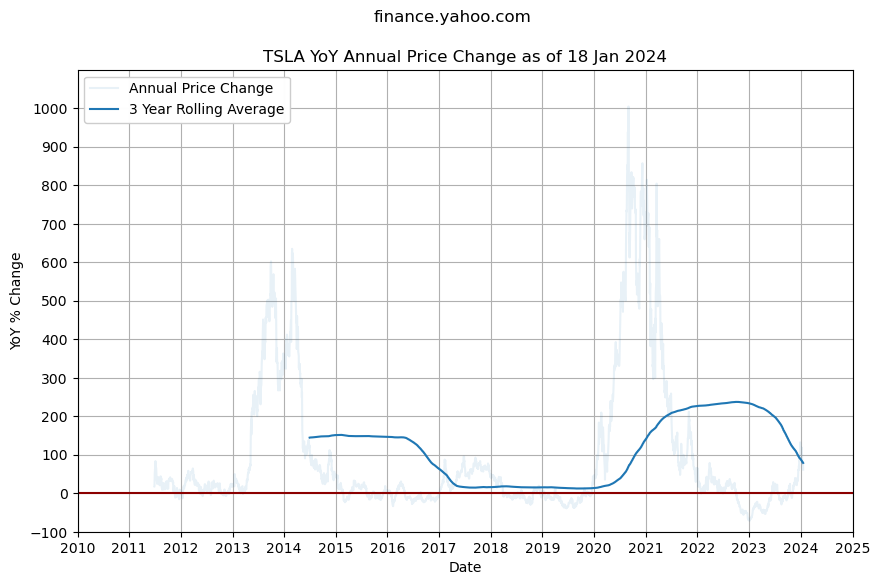 finance.yahoo.com
TSLA YoY Annual Price Change as of 18 Jan 2024
Annual Price Change
3 Year Rolling Average
YoY % Change
1000
900
800
700
600
500
400
300
200
100
0
−100
2010 2011 2012 2013 2014 2015 2016 2017 2018 2019 2020 2021 2022 2023 2024 2025
Date